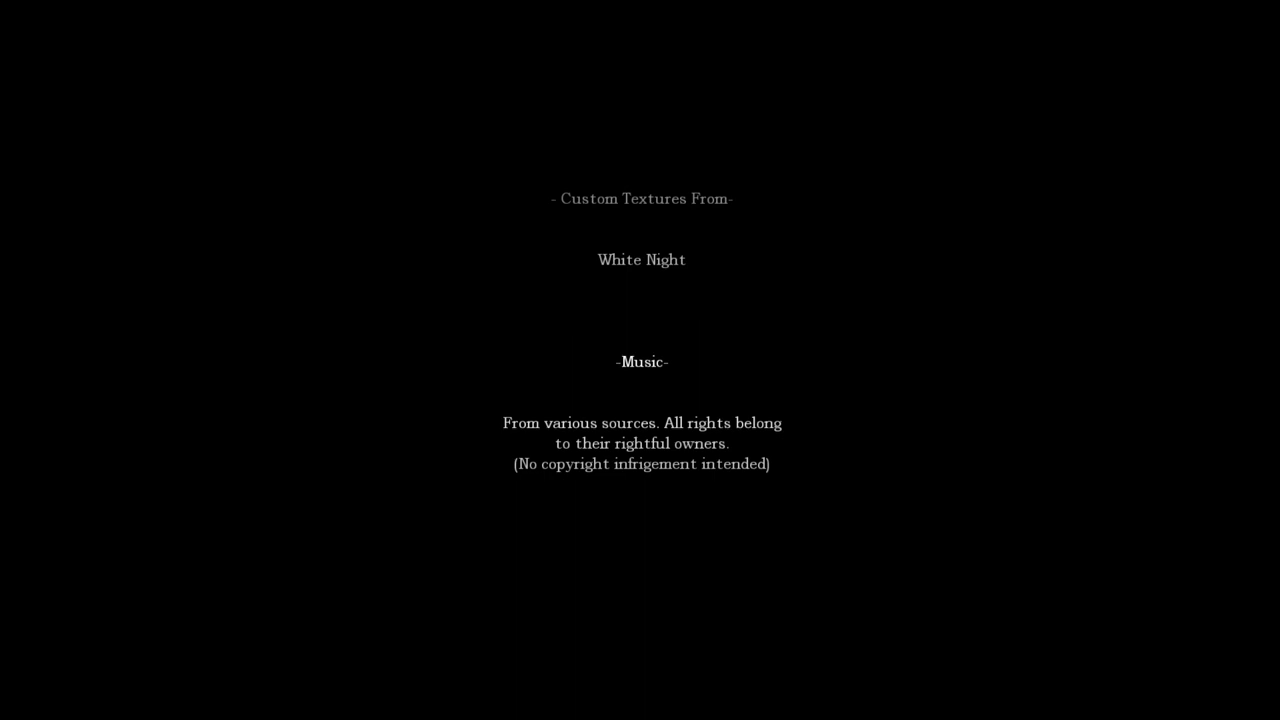 - Custom Textures From-
White Night
-Music-
From various sources. All rights belong
to their rightful owners.
(No copyright infrigement intended)